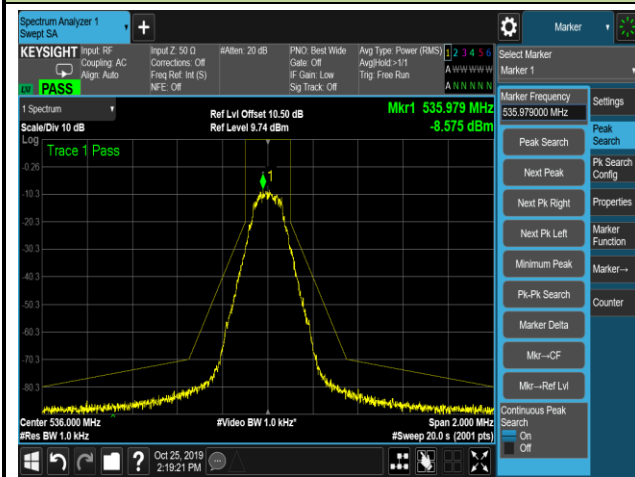 Spectrum Analyzer 1
Swept SA
+
Marker
KEYSIGHT
Input: RF
Coupling: AC
Align: Auto
Input Z: 50 Ω
Corrections: Off
Freq Ref: Int (S)
NFE: Off
#Atten: 20 dB
PNO: Best Wide
Gate: Off
IF Gain: Low
Sig Track: Off
Avg Type: Power (RMS)
Avg|Hold >1/1
Trig: Free Run
1 2 3 4 5 6
A W W W W W
A N N N N N
LXI
PASS
1 Spectrum
Scale/Div 10 dB
Ref Lvl Offset 10.50 dB
Ref Level 9.74 dBm
Mkr1 535.979 MHz
-8.575 dBm
Log
Trace 1 Pass
1
-0.26
-10.3
-20.3
-30.3
-40.3
-50.3
-60.3
-70.3
-80.3
Center 536.000 MHz
#Video BW 1.0 kHz*
Span 2.000 MHz
#Res BW 1.0 kHz
#Sweep 20.0 s (2001 pts)
?
Oct 25, 2019
2:19:21 PM
Select Marker
Marker 1
Marker Frequency
535.979000 MHz
Peak Search
Next Peak
Next Pk Right
Next Pk Left
Minimum Peak
Pk-Pk Search
Marker Delta
Mkr→CF
Mkr→Ref Lvl
Continuous Peak
Search
On
Off
Settings
Peak
Search
Pk Search
Config
Properties
Marker
Function
Marker→
Counter